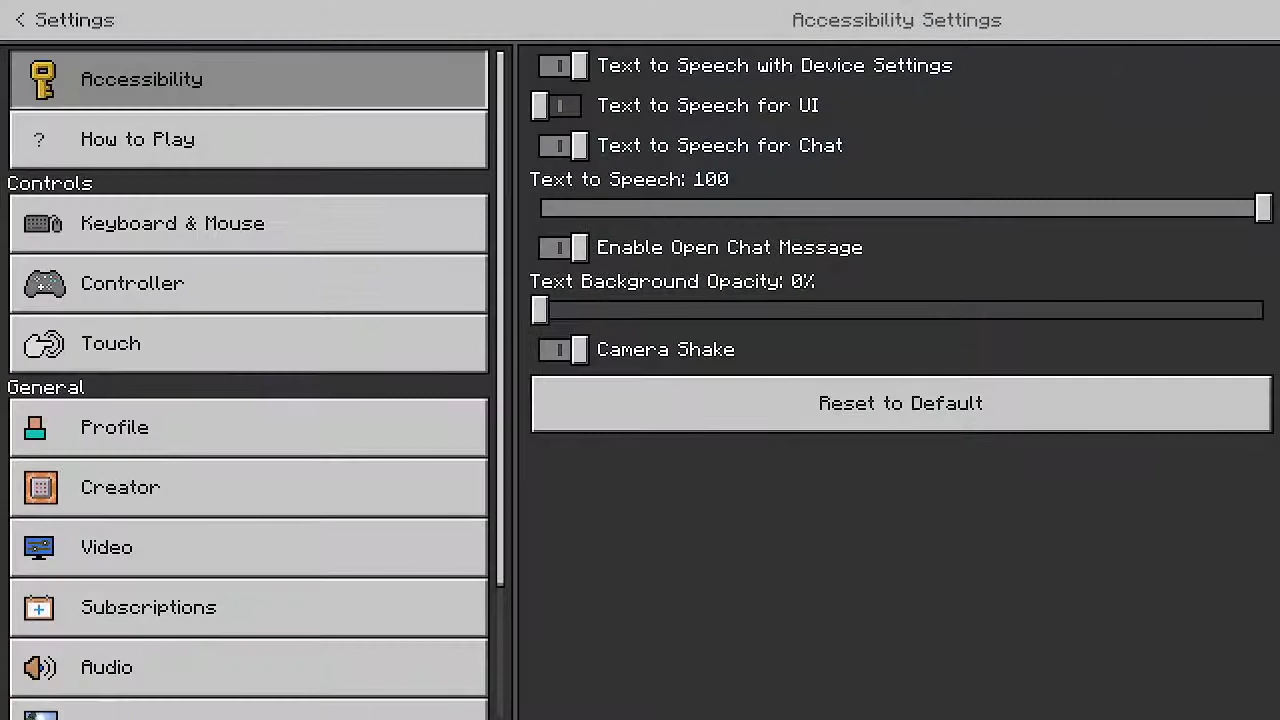 < Settings
Accessibility Settings
Accessibility
? How to Play
Controls
Keyboard & Mouse
Controller
Touch
General
Profile
Creator
Video
Subscriptions
Audio
Text to Speech with Device Settings
Text to Speech for UI
Text to Speech for Chat
Text to Speech: 100
Enable Open Chat Message
Text Background Opacity: 0%
Camera Shake
Reset to Default